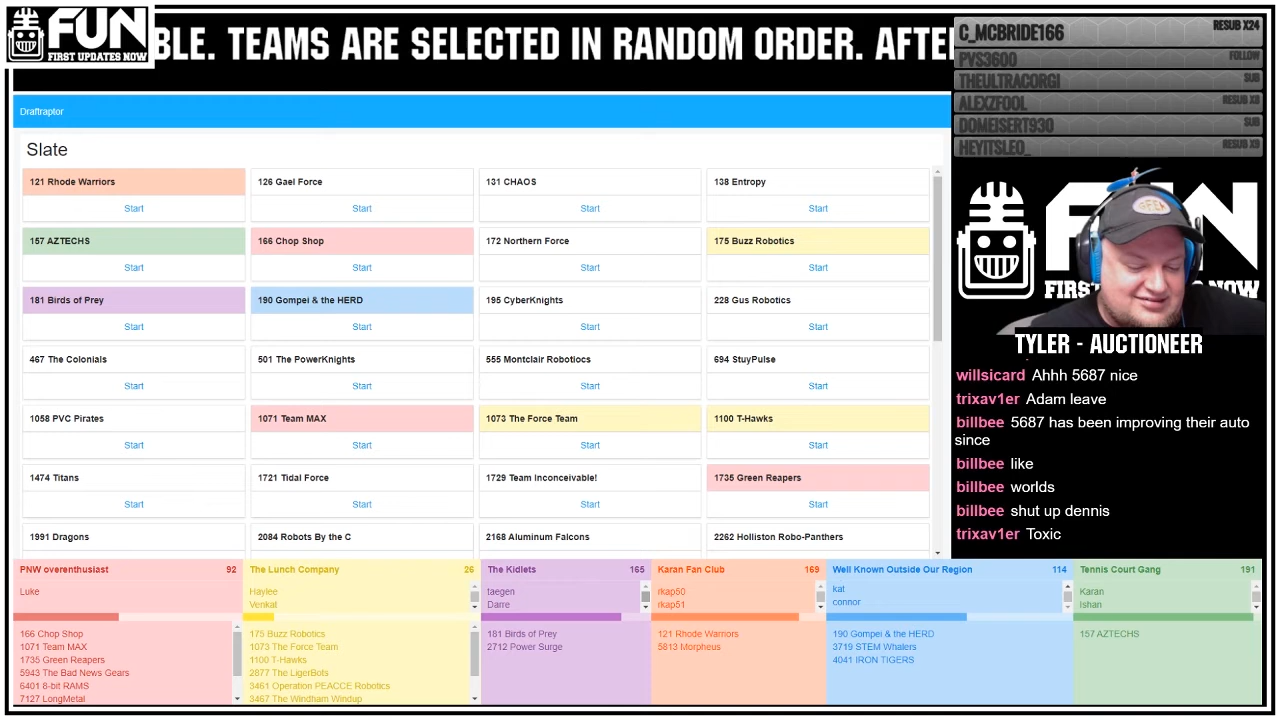 FUN
FIRST UPDATES NOW
BLE. TEAMS ARE SELECTED IN RANDOM ORDER. AFTE
C_MCBRIDE166 RESUB X24
PVS3600 FOLLOW
THEULTRACORGI SUB
ALEXZFOOL RESUB X8
DOMEISERT930 SUB
HEYITSLEO_ RESUB X9
Draftraptor
Slate
121 Rhode Warriors
126 Gael Force
131 CHAOS
138 Entropy
Start
Start
Start
Start
157 AZTECHS
166 Chop Shop
172 Northern Force
175 Buzz Robotics
Start
Start
Start
Start
181 Birds of Prey
190 Gompei & the HERD
195 CyberKnights
228 Gus Robotics
Start
Start
Start
Start
467 The Colonials
501 The PowerKnights
555 Montclair Robotiocs
694 StuyPulse
Start
Start
Start
Start
1058 PVC Pirates
1071 Team MAX
1073 The Force Team
1100 T-Hawks
Start
Start
Start
Start
1474 Titans
1721 Tidal Force
1729 Team Inconceivable!
1735 Green Reapers
Start
Start
Start
Start
1991 Dragons
2084 Robots By the C
2168 Aluminum Falcons
2262 Holliston Robo-Panthers
TYLER - AUCTIONEER
willsicard Ahhh 5687 nice
trixav1er Adam leave
billbee 5687 has been improving their auto
since
billbee like
billbee worlds
billbee shut up dennis
trixav1er Toxic
PNW overenthusiast 92
Luke
166 Chop Shop
1071 Team MAX
1735 Green Reapers
5943 The Bad News Gears
6401 8-bit RAMS
7127 LongMetal
The Lunch Company 26
Haylee
Venkat
175 Buzz Robotics
1073 The Force Team
1100 T-Hawks
2877 The LigerBots
3461 Operation PEACCE Robotics
3467 The Windham Windup
The Kidlets 165
taegen
Darre
181 Birds of Prey
2712 Power Surge
Karan Fan Club 169
rkap50
rkap51
121 Rhode Warriors
5813 Morpheus
Well Known Outside Our Region 114
kat
connor
190 Gompei & the HERD
3719 STEM Whalers
4041 IRON TIGERS
Tennis Court Gang 191
Karan
Ishan
157 AZTECHS